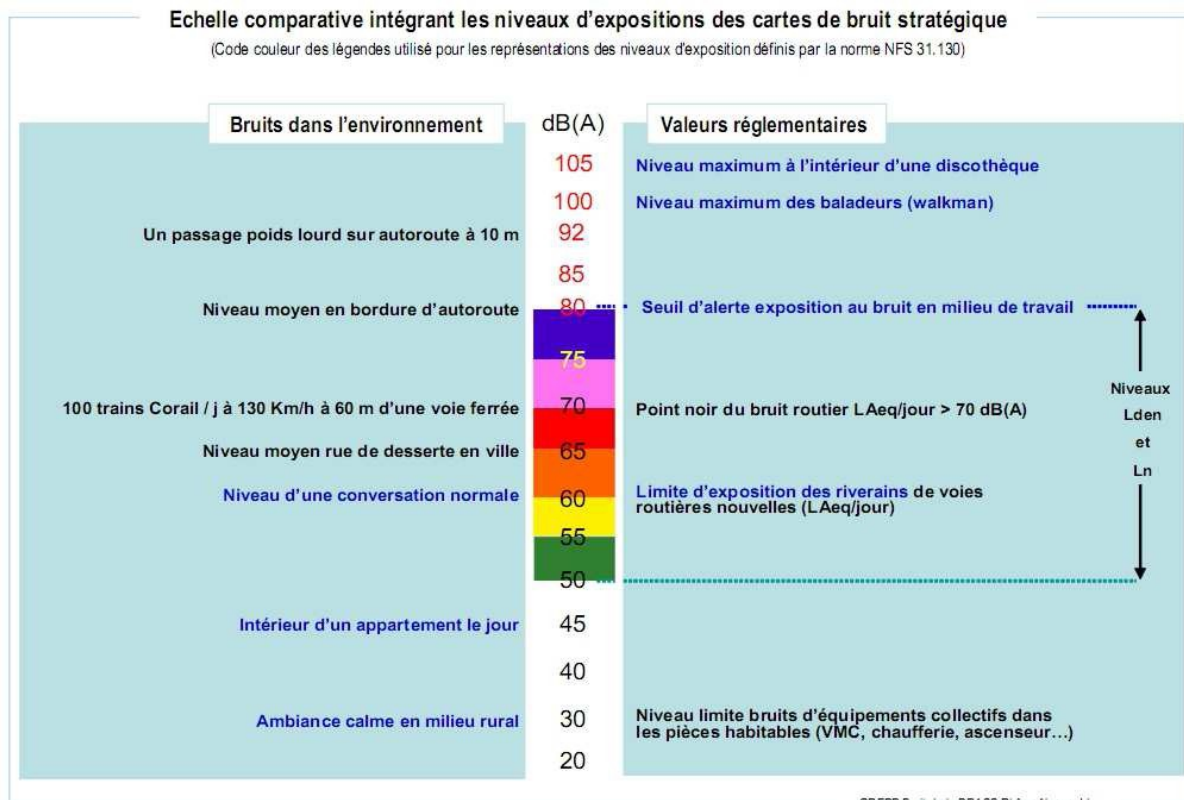 Echelle comparative intégrant les niveaux d'expositions des cartes de bruit stratégique
(Code couleur des légendes utilisé pour les représentations des niveaux d'exposition définis par la norme NFS 31.130)
Bruits dans l'environnement
dB(A)
Valeurs réglementaires
105
Niveau maximum à l'intérieur d'une discothèque
100
Niveau maximum des baladeurs (walkman)
Un passage poids lourd sur autoroute à 10 m
92
85
Niveau moyen en bordure d'autoroute
80
Seuil d'alerte exposition au bruit en milieu de travail
75
100 trains Corail / j à 130 Km/h à 60 m d'une voie ferrée
70
Point noir du bruit routier LAeq/jour > 70 dB(A)
Niveaux
Lden
et
Ln
Niveau moyen rue de desserte en ville
65
Niveau d'une conversation normale
60
Limite d'exposition des riverains de voies
routières nouvelles (LAeq/jour)
55
50
Intérieur d'un appartement le jour
45
40
Ambiance calme en milieu rural
30
Niveau limite bruits d'équipements collectifs dans
les pièces habitables (VMC, chaufferie, ascenseur…)
20